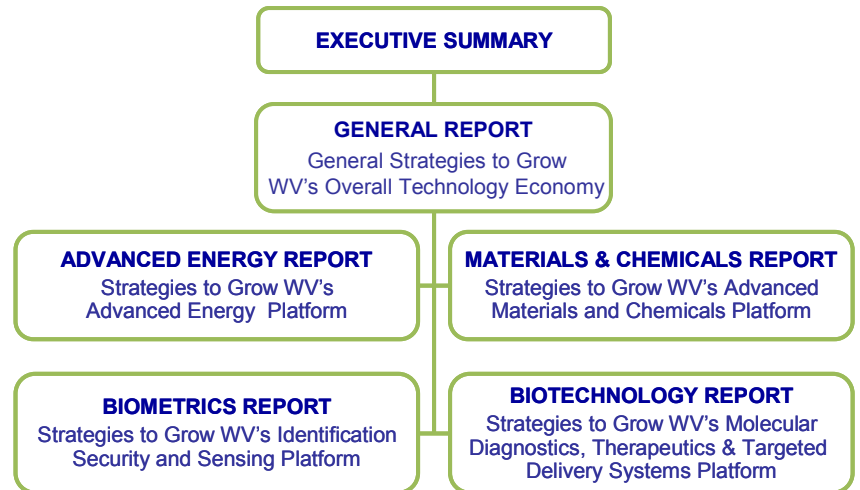 EXECUTIVE SUMMARY
GENERAL REPORT
General Strategies to Grow
WV's Overall Technology Economy
ADVANCED ENERGY REPORT
Strategies to Grow WV's
Advanced Energy Platform
MATERIALS & CHEMICALS REPORT
Strategies to Grow WV's Advanced
Materials and Chemicals Platform
BIOMETRICS REPORT
Strategies to Grow WV's Identification
Security and Sensing Platform
BIOTECHNOLOGY REPORT
Strategies to Grow WV's Molecular
Diagnostics, Therapeutics & Targeted
Delivery Systems Platform